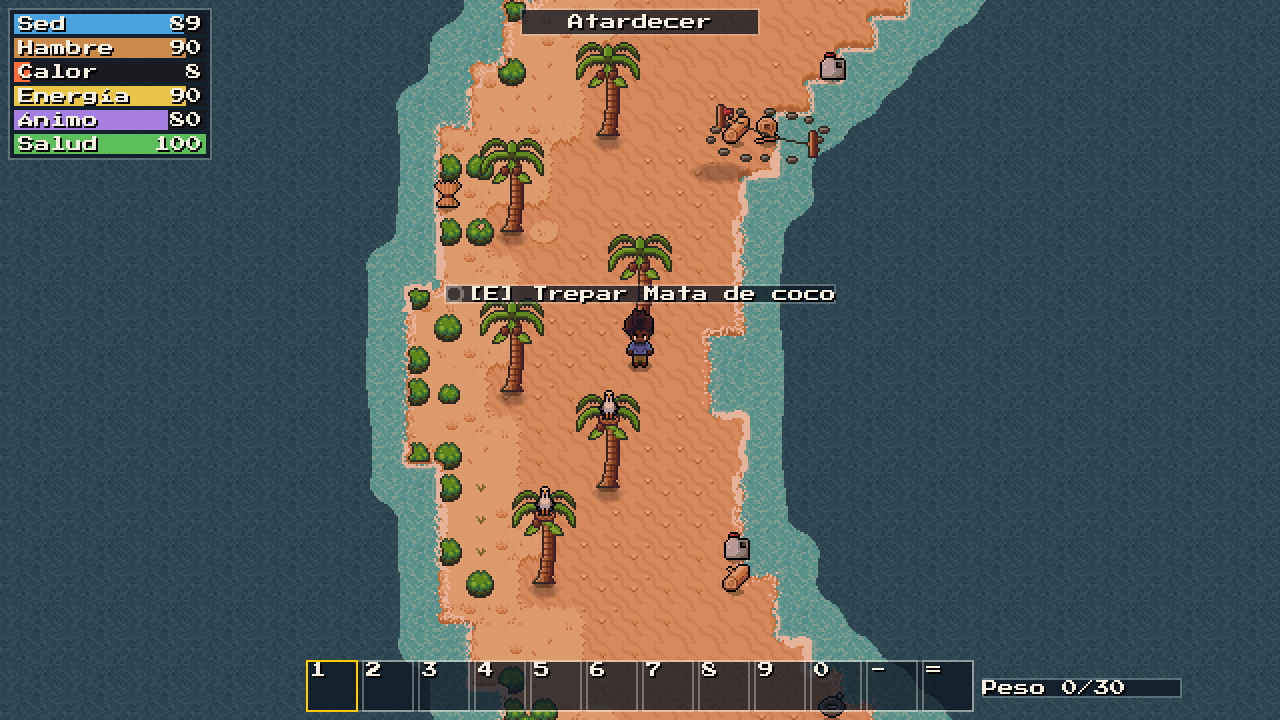 Sed 89
Hambre 90
Calor 8
Energía 90
Ánimo 80
Salud 100
Atardecer
[E] Trepar Mata de coco
1 2 3 4 5 6 7 8 9 0 - =
Peso 0/30